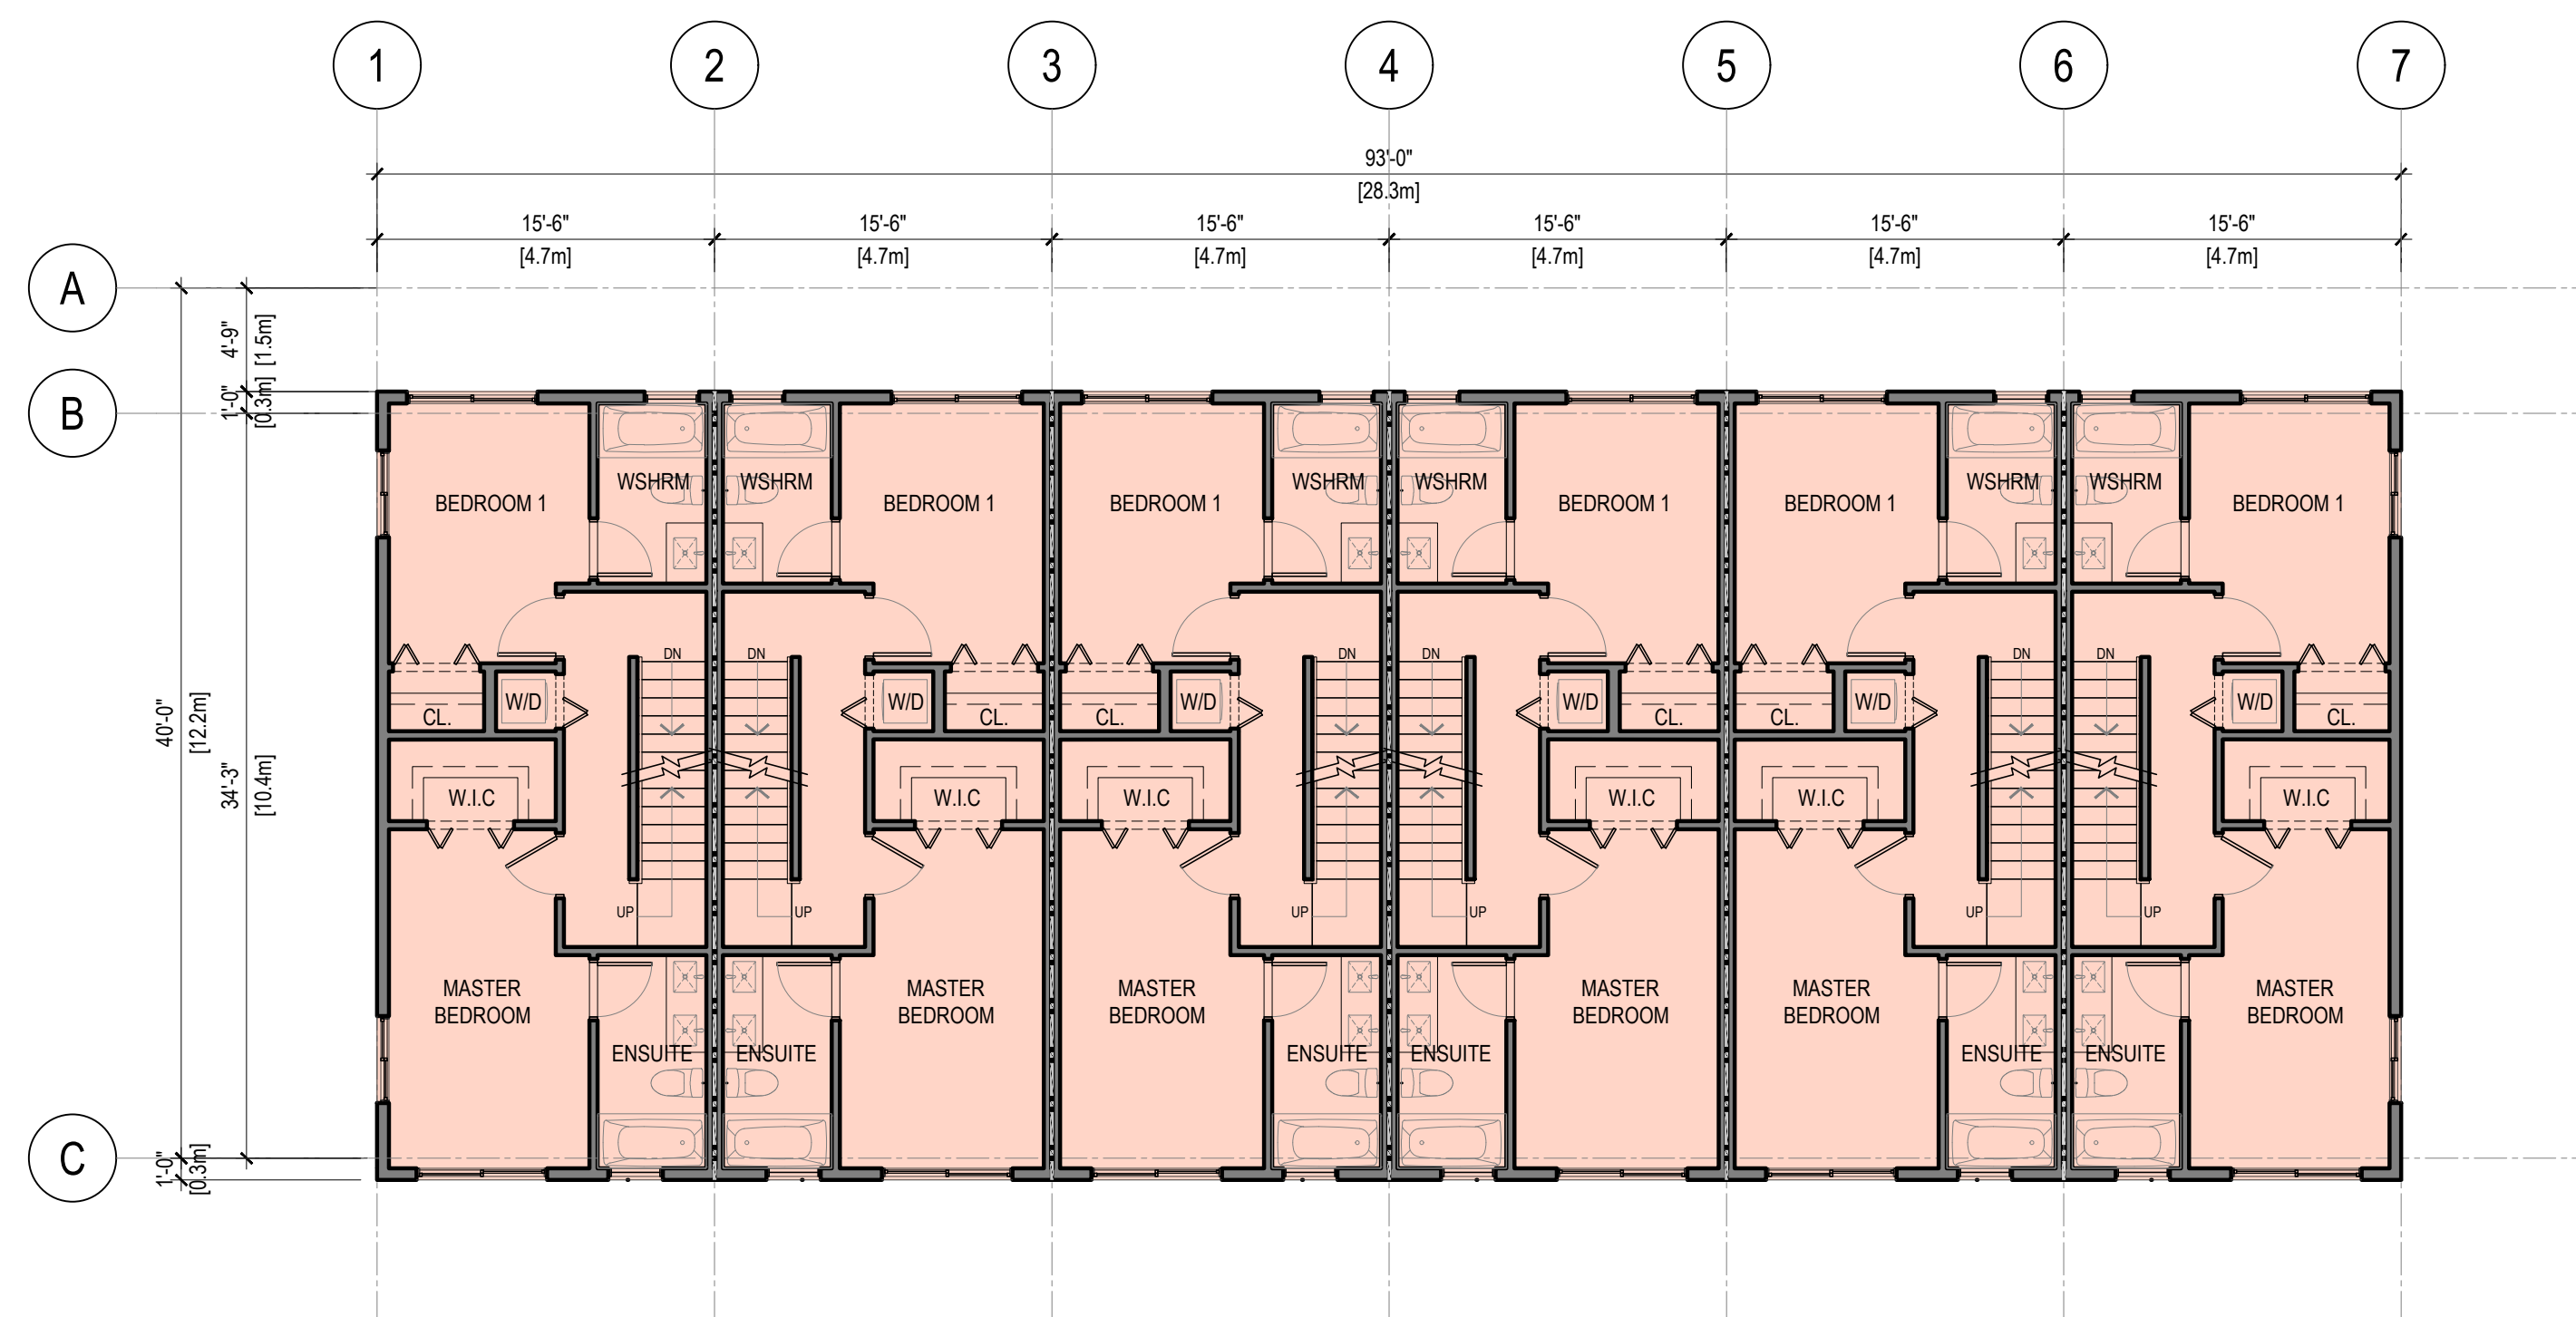 1 2 3 4 5 6 7
93'-0"
[28.3m]
15'-6" 15'-6" 15'-6" 15'-6" 15'-6" 15'-6"
[4.7m] [4.7m] [4.7m] [4.7m] [4.7m] [4.7m]
A
4'-9" [1.5m]
B
1'-0" [0.3m]
WSHRM WSHRM WSHRM WSHRM WSHRM WSHRM
BEDROOM 1 BEDROOM 1 BEDROOM 1 BEDROOM 1 BEDROOM 1 BEDROOM 1
DN DN DN DN DN DN
W/D W/D W/D W/D W/D W/D
CL. CL. CL. CL. CL. CL.
40'-0" [12.2m]
34'-3" [10.4m]
W.I.C W.I.C W.I.C W.I.C W.I.C W.I.C
UP UP UP UP UP UP
MASTER MASTER MASTER MASTER MASTER MASTER
BEDROOM BEDROOM BEDROOM BEDROOM BEDROOM BEDROOM
ENSUITE ENSUITE ENSUITE ENSUITE ENSUITE ENSUITE
C
1'-0" [0.3m]